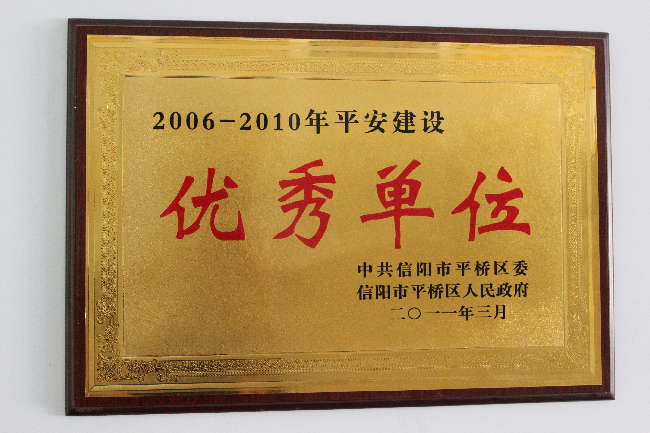 2006-2010年平安建设
优秀单位
中共信阳市平桥区委
信阳市平桥区人民政府
二〇一一年三月